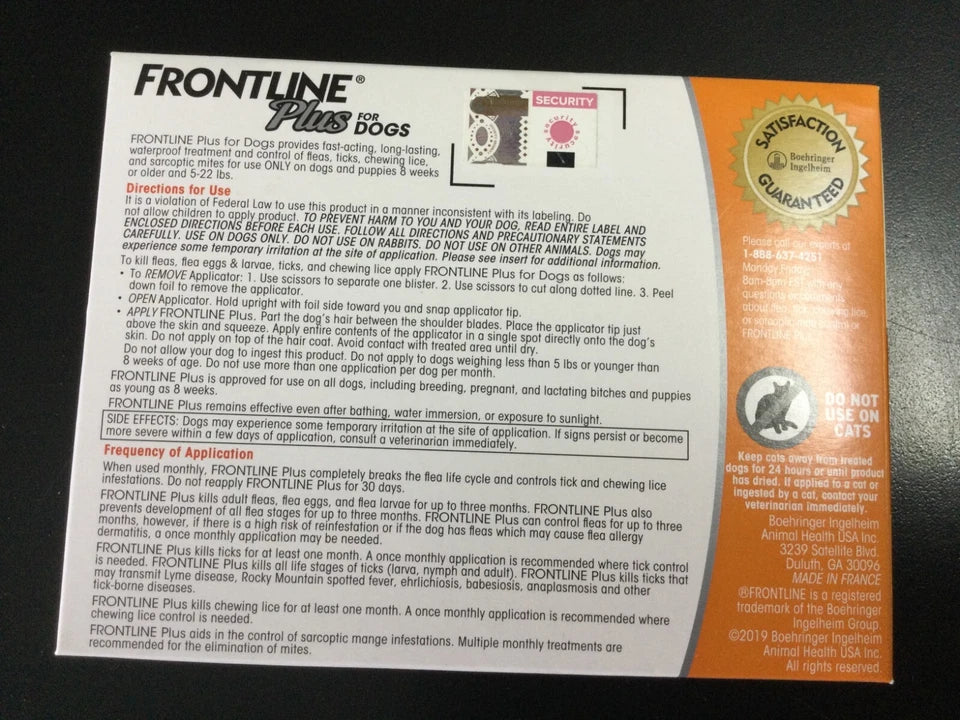 FRONTLINE®
Plus FOR DOGS
SECURITY
security
security
FRONTLINE Plus for Dogs provides fast-acting, long-lasting,
waterproof treatment and control of fleas, ticks, chewing lice,
and sarcoptic mites for use ONLY on dogs and puppies 8 weeks
or older and 5-22 lbs.
Directions for Use
It is a violation of Federal Law to use this product in a manner inconsistent with its labeling. Do
not allow children to apply product. TO PREVENT HARM TO YOU AND YOUR DOG, READ ENTIRE LABEL AND
ENCLOSED DIRECTIONS BEFORE EACH USE. FOLLOW ALL DIRECTIONS AND PRECAUTIONARY STATEMENTS
CAREFULLY. USE ON DOGS ONLY. DO NOT USE ON RABBITS. DO NOT USE ON OTHER ANIMALS. Dogs may
experience some temporary irritation at the site of application. Please see insert for additional information.
To kill fleas, flea eggs & larvae, ticks, and chewing lice apply FRONTLINE Plus for Dogs as follows:
• To REMOVE Applicator: 1. Use scissors to separate one blister. 2. Use scissors to cut along dotted line. 3. Peel
down foil to remove the applicator.
• OPEN Applicator. Hold upright with foil side toward you and snap applicator tip.
• APPLY FRONTLINE Plus. Part the dog's hair between the shoulder blades. Place the applicator tip just
above the skin and squeeze. Apply entire contents of the applicator in a single spot directly onto the dog's
skin. Do not apply on top of the hair coat. Avoid contact with treated area until dry.
Do not allow your dog to ingest this product. Do not apply to dogs weighing less than 5 lbs or younger than
8 weeks of age. Do not use more than one application per dog per month.
FRONTLINE Plus is approved for use on all dogs, including breeding, pregnant, and lactating bitches and puppies
as young as 8 weeks.
FRONTLINE Plus remains effective even after bathing, water immersion, or exposure to sunlight.
SIDE EFFECTS: Dogs may experience some temporary irritation at the site of application. If signs persist or become
more severe within a few days of application, consult a veterinarian immediately.
Frequency of Application
When used monthly, FRONTLINE Plus completely breaks the flea life cycle and controls tick and chewing lice
infestations. Do not reapply FRONTLINE Plus for 30 days.
FRONTLINE Plus kills adult fleas, flea eggs, and flea larvae for up to three months. FRONTLINE Plus also
prevents development of all flea stages for up to three months. FRONTLINE Plus can control fleas for up to three
months, however, if there is a high risk of reinfestation or if the dog has fleas which may cause flea allergy
dermatitis, a once monthly application may be needed.
FRONTLINE Plus kills ticks for at least one month. A once monthly application is recommended where tick control
is needed. FRONTLINE Plus kills all life stages of ticks (larva, nymph and adult). FRONTLINE Plus kills ticks that
may transmit Lyme disease, Rocky Mountain spotted fever, ehrlichiosis, babesiosis, anaplasmosis and other
tick-borne diseases.
FRONTLINE Plus kills chewing lice for at least one month. A once monthly application is recommended where
chewing lice control is needed.
FRONTLINE Plus aids in the control of sarcoptic mange infestations. Multiple monthly treatments are
recommended for the elimination of mites.
SATISFACTION
Boehringer
Ingelheim
GUARANTEED
Please call our experts at
1-888-637-4251
Monday-Friday,
8am-8pm EST with any
questions or comments
about flea, tick, chewing lice,
or sarcoptic mange control or
FRONTLINE Plus.
DO NOT
USE ON
CATS
Keep cats away from treated
dogs for 24 hours or until product
has dried. If applied to a cat or
ingested by a cat, contact your
veterinarian immediately.
Boehringer Ingelheim
Animal Health USA Inc.
3239 Satellite Blvd.
Duluth, GA 30096
MADE IN FRANCE
®FRONTLINE is a registered
trademark of the Boehringer
Ingelheim Group.
©2019 Boehringer Ingelheim
Animal Health USA Inc.
All rights reserved.